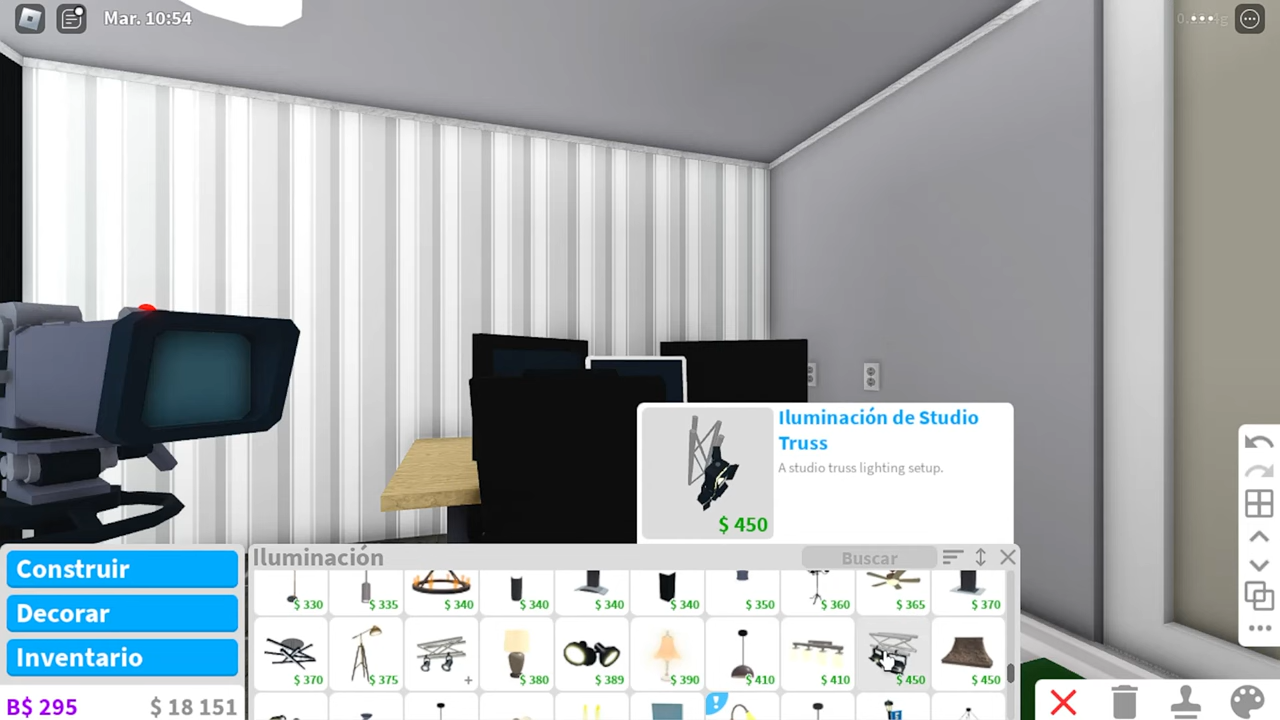 Mar. 10:54
Iluminación de Studio
Truss
A studio truss lighting setup.
$ 450
Construir
Decorar
Inventario
B$ 295
$ 18 151
Iluminación
Buscar
$ 330
$ 335
$ 340
$ 340
$ 340
$ 340
$ 350
$ 360
$ 365
$ 370
$ 370
$ 375
+
$ 380
$ 389
$ 390
$ 410
$ 410
$ 450
$ 450